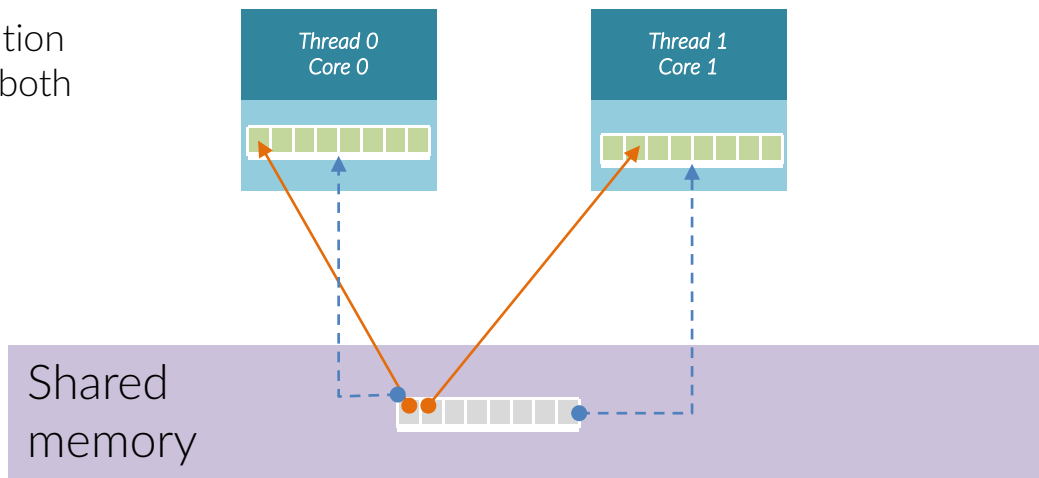 tion
both
Thread 0
Core 0
Thread 1
Core 1
Shared
memory